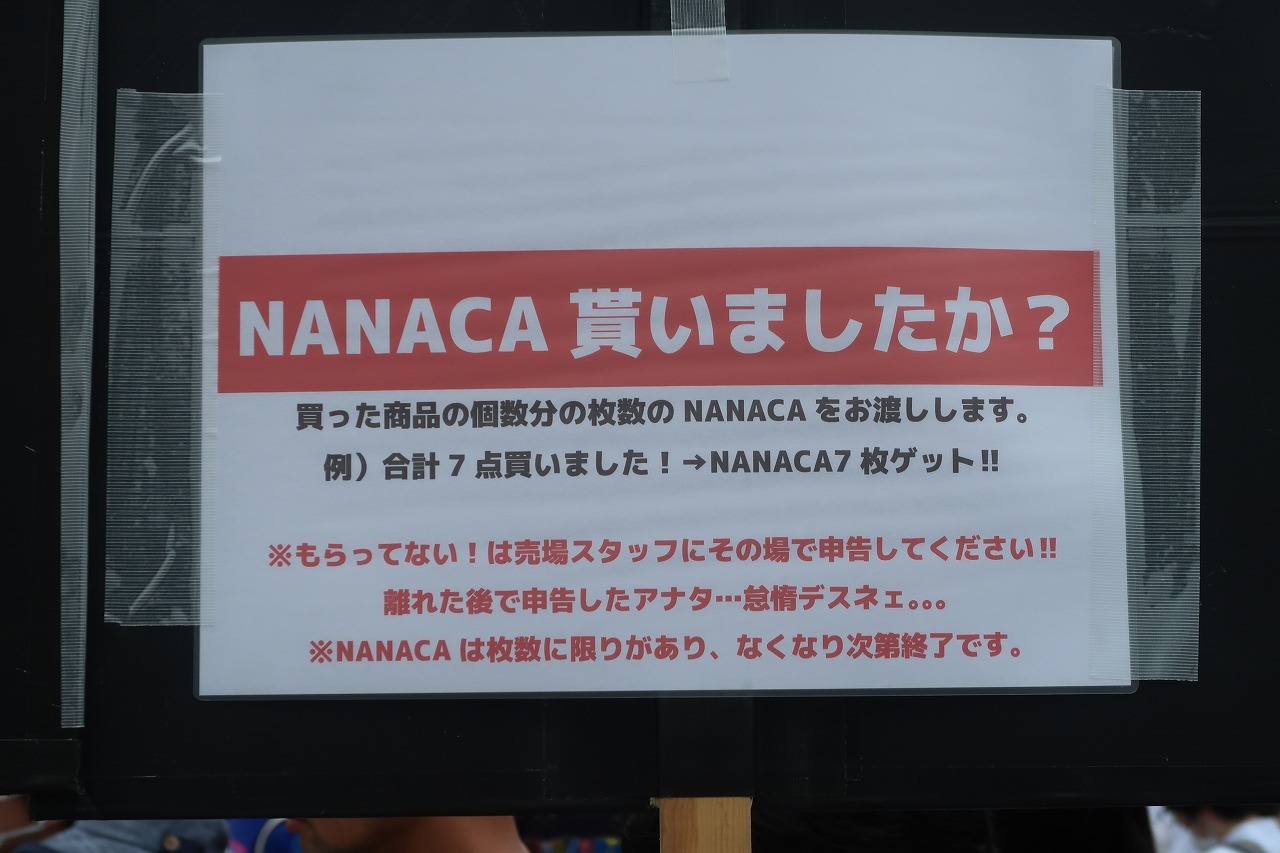 NANACA 貰いましたか？
買った商品の個数分の枚数の NANACA をお渡しします。
例）合計 7 点買いました！→NANACA7 枚ゲット!!
※もらってない！は売場スタッフにその場で申告してください!!
離れた後で申告したアナタ…怠惰デスネェ。。。
※NANACA は枚数に限りがあり、なくなり次第終了です。